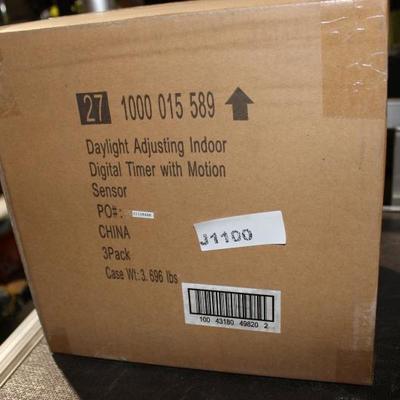 27 1000 015 589
Daylight Adjusting Indoor
Digital Timer with Motion
Sensor
PO#:
CHINA
J1100
3Pack
Case Wt:3.696 lbs
100 43180 49820 2